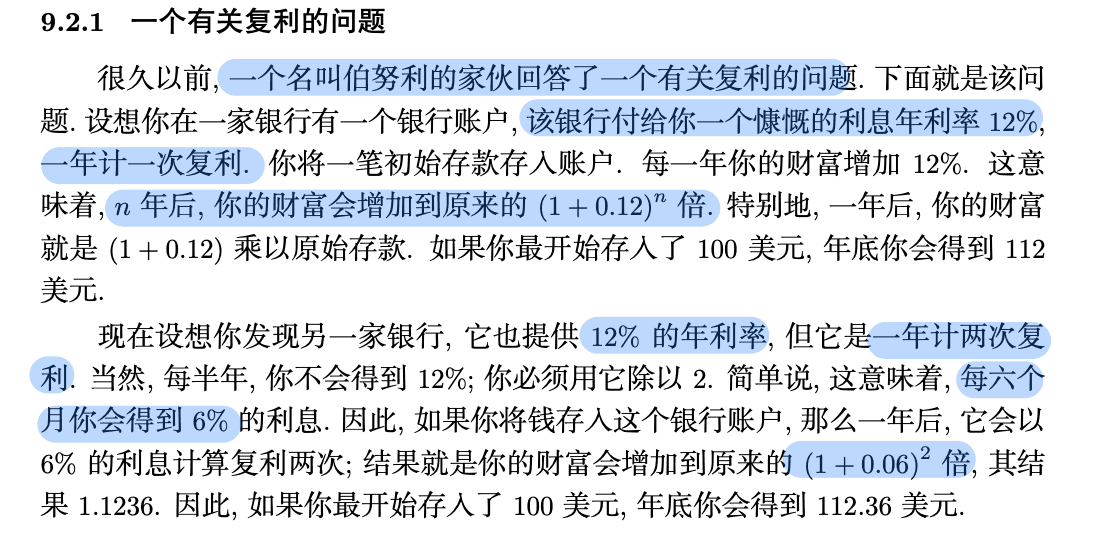 9.2.1 一个有关复利的问题
很久以前, 一个名叫伯努利的家伙回答了一个有关复利的问题. 下面就是该问
题. 设想你在一家银行有一个银行账户, 该银行付给你一个慷慨的利息年利率 12%,
一年计一次复利. 你将一笔初始存款存入账户. 每一年你的财富增加 12%. 这意
味着, n 年后, 你的财富会增加到原来的 (1 + 0.12)ⁿ 倍. 特别地, 一年后, 你的财富
就是 (1 + 0.12) 乘以原始存款. 如果你最开始存入了 100 美元, 年底你会得到 112
美元.
现在设想你发现另一家银行, 它也提供 12% 的年利率, 但它是一年计两次复
利. 当然, 每半年, 你不会得到 12%; 你必须用它除以 2. 简单说, 这意味着, 每六个
月你会得到 6% 的利息. 因此, 如果你将钱存入这个银行账户, 那么一年后, 它会以
6% 的利息计算复利两次; 结果就是你的财富会增加到原来的 (1 + 0.06)² 倍, 其结
果 1.1236. 因此, 如果你最开始存入了 100 美元, 年底你会得到 112.36 美元.